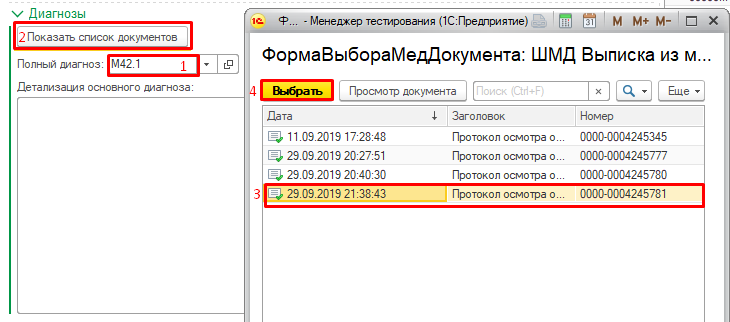 Диагнозы
2 Показать список документов
Полный диагноз: М42.1 1
Детализация основного диагноза:
1С Ф... - Менеджер тестирования (1С:Предприятие) 31 M M+ M-
ФормаВыбораМедДокумента: ШМД Выписка из м...
4 Выбрать Просмотр документа Поиск (Ctrl+F) × Еще
Дата ↓ Заголовок Номер
11.09.2019 17:28:48 Протокол осмотра о... 0000-0004245345
29.09.2019 20:27:51 Протокол осмотра о... 0000-0004245777
29.09.2019 20:40:30 Протокол осмотра о... 0000-0004245780
3 29.09.2019 21:38:43 Протокол осмотра о... 0000-0004245781